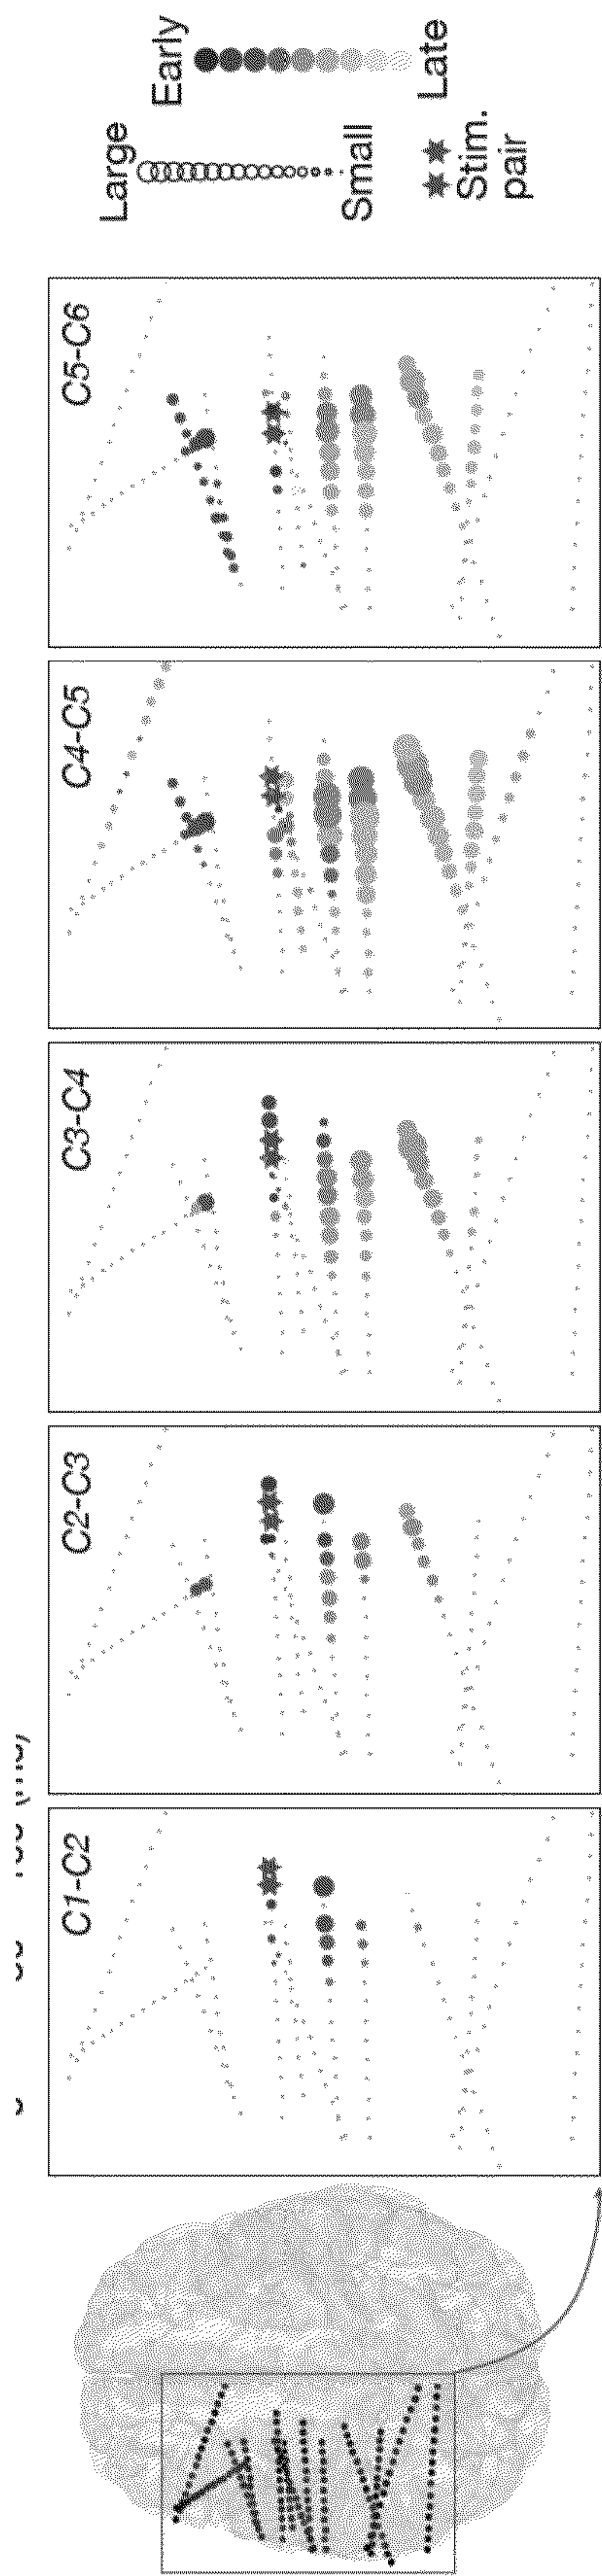 C1-C2
C2-C3
C3-C4
C4-C5
C5-C6
Large
Small
Early
Late
Stim.
pair